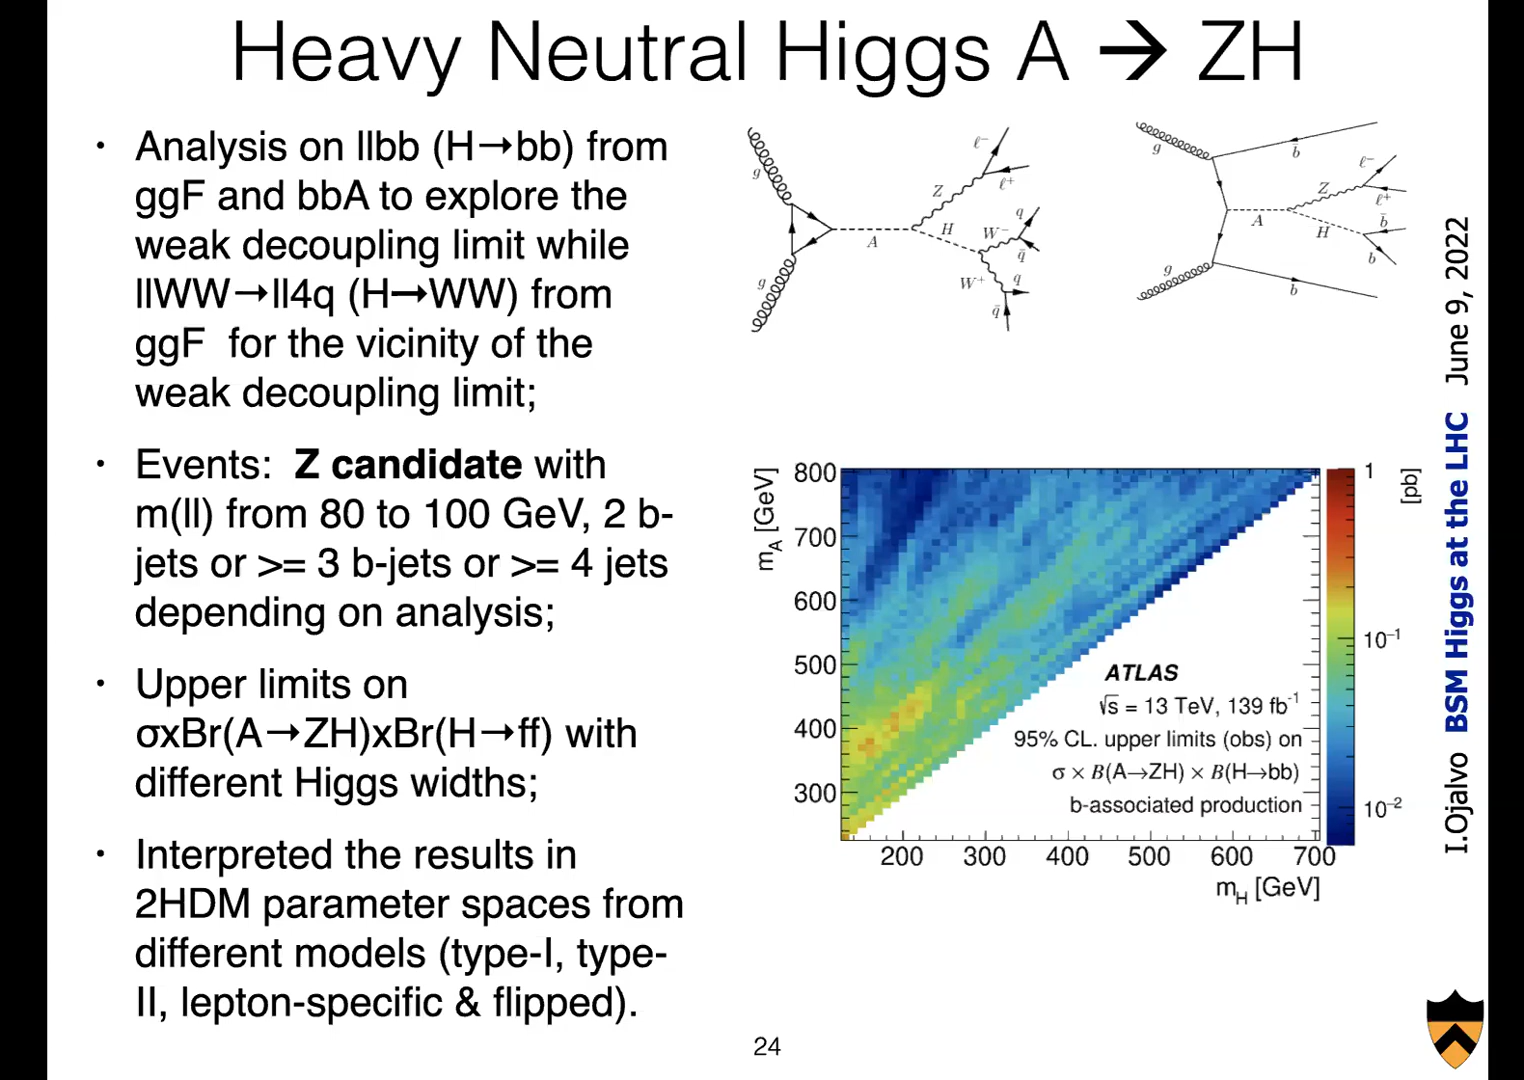 Heavy Neutral Higgs A → ZH
• Analysis on llbb (H→bb) from
ggF and bbA to explore the
weak decoupling limit while
llWW→ll4q (H→WW) from
ggF for the vicinity of the
weak decoupling limit;
• Events: Z candidate with
m(ll) from 80 to 100 GeV, 2 b-
jets or >= 3 b-jets or >= 4 jets
depending on analysis;
• Upper limits on
σxBr(A→ZH)xBr(H→ff) with
different Higgs widths;
• Interpreted the results in
2HDM parameter spaces from
different models (type-I, type-
II, lepton-specific & flipped).
g
g
A
Z
H
ℓ⁻
ℓ⁺
W⁻
W⁺
q
q̄
q
q̄
g
g
b̄
b
A
Z
H
ℓ⁻
ℓ⁺
b̄
b
m_A [GeV]
800
700
600
500
400
300
200 300 400 500 600 700
m_H [GeV]
ATLAS
√s = 13 TeV, 139 fb⁻¹
95% CL. upper limits (obs) on
σ × B(A→ZH) × B(H→bb)
b-associated production
1
10⁻¹
10⁻²
[pb]
I.Ojalvo BSM Higgs at the LHC June 9, 2022
24